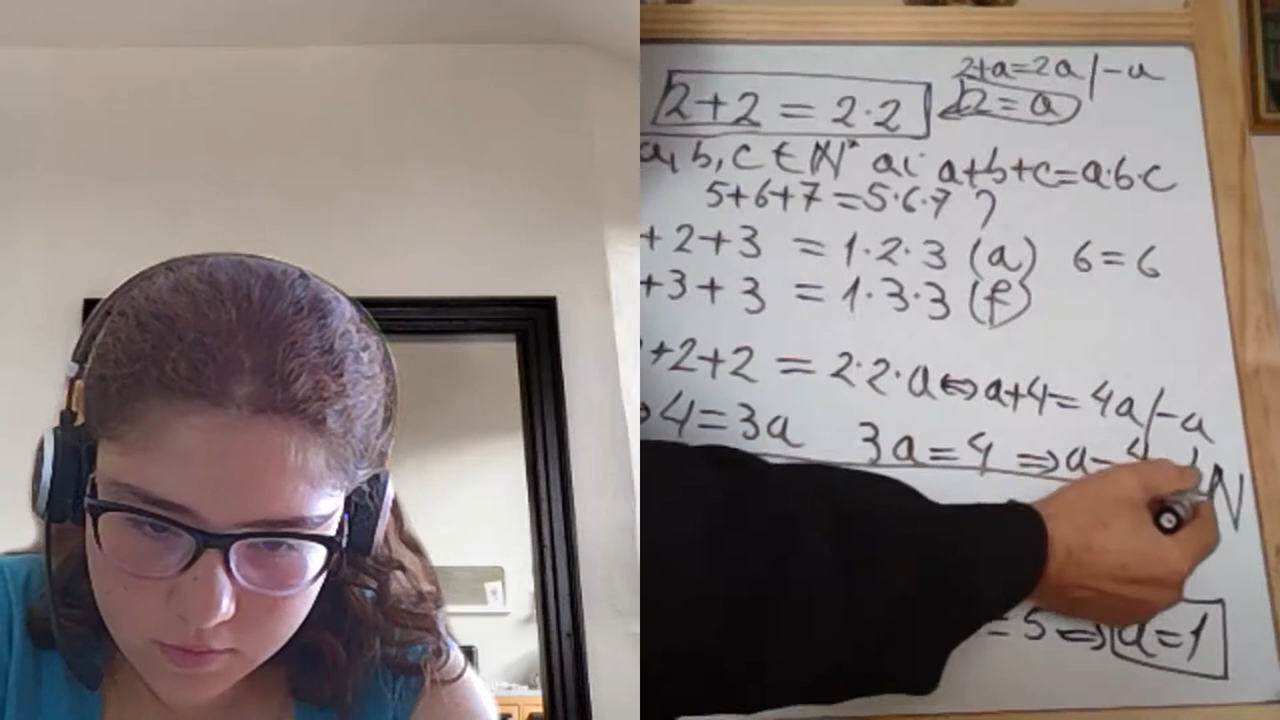 2+a=2a/-a
2+2=2·2
2=a
a,b,c∈N* aî a+b+c=a·b·c
5+6+7=5·6·7?
+2+3=1·2·3 (a) 6=6
+3+3=1·3·3 (f)
+2+2=2·2·a⇔a+4=4a/-a
4=3a 3a=4 ⇒a=
N
=5⇒a=1